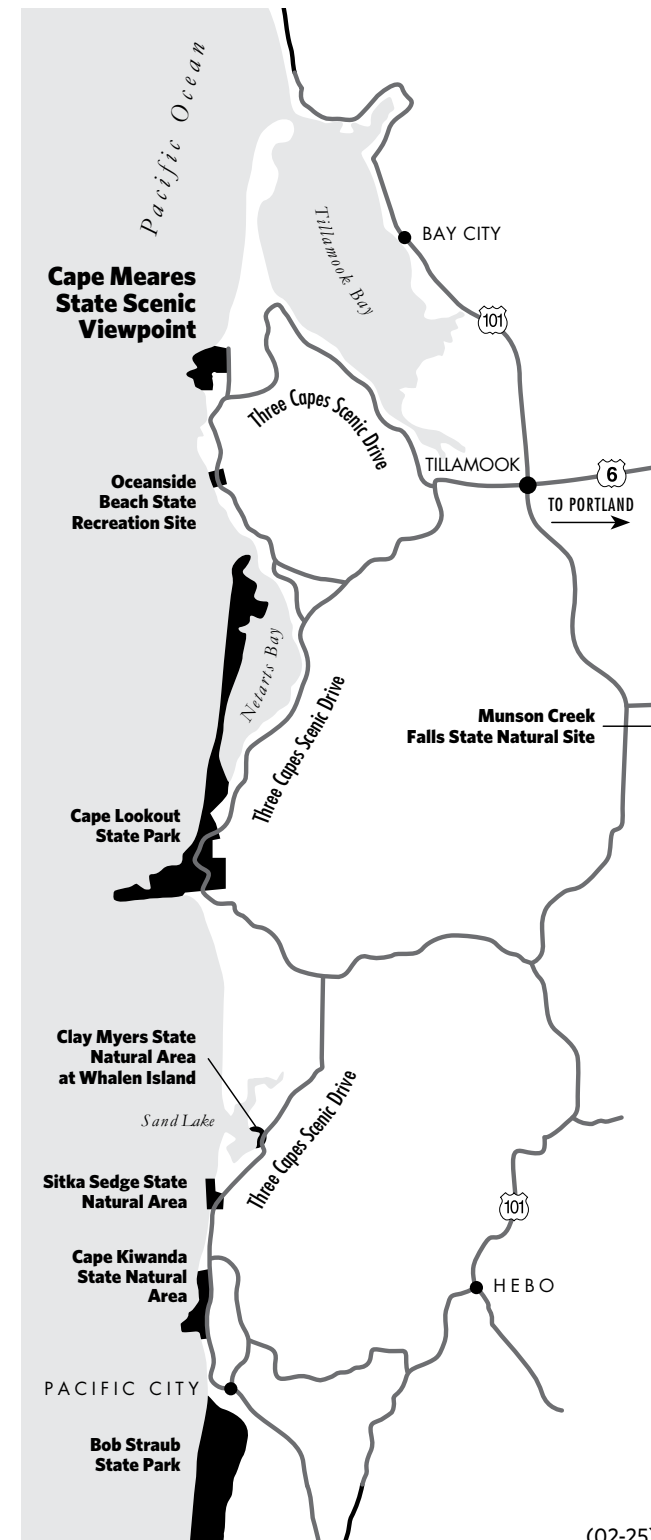 Pacific Ocean
Tillamook Bay
BAY CITY
Cape Meares
State Scenic
Viewpoint
101
Three Capes Scenic Drive
TILLAMOOK
6
TO PORTLAND
Oceanside
Beach State
Recreation Site
Netarts Bay
Three Capes Scenic Drive
Munson Creek
Falls State Natural Site
Cape Lookout
State Park
Clay Myers State
Natural Area
at Whalen Island
Sand Lake
Three Capes Scenic Drive
Sitka Sedge State
Natural Area
101
Cape Kiwanda
State Natural
Area
HEBO
PACIFIC CITY
Bob Straub
State Park